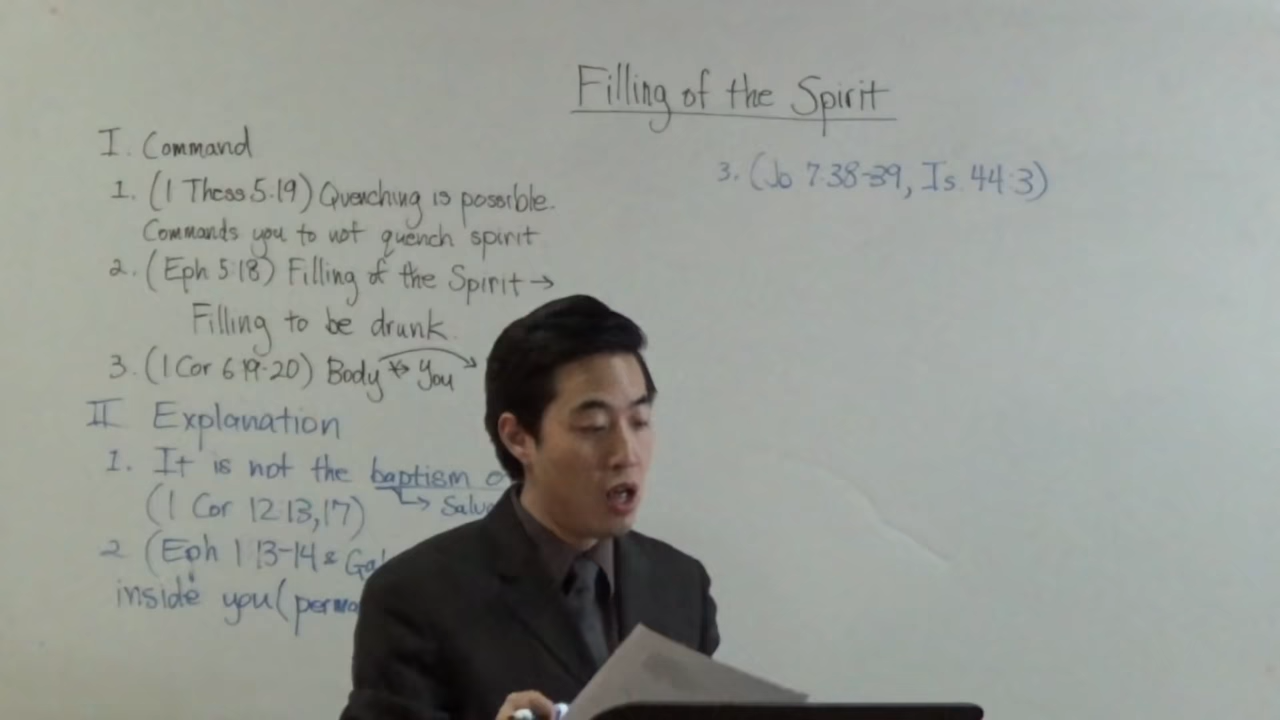 Filling of the Spirit
I. Command
1. (1 Thess 5:19) Quenching is possible.
Commands you to not quench spirit
2. (Eph 5:18) Filling of the Spirit →
Filling to be drunk.
3. (1 Cor 6:19-20) Body You
II Explanation
1. It is not the baptism
(1 Cor 12:13,17)
2 (Eph 1:13-14 &
inside you
3. (Jo 7:38-39, Is. 44:3)